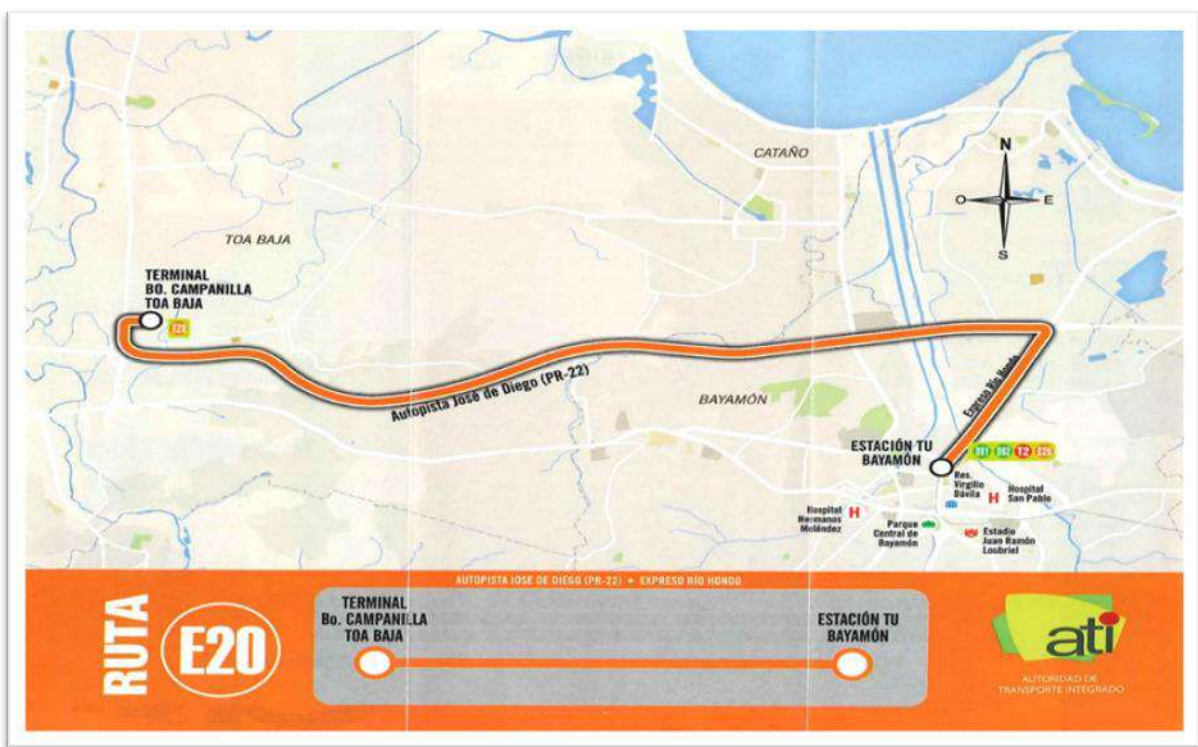 CATAÑO
N
O
E
S
TOA BAJA
TERMINAL
BO. CAMPANILLA
TOA BAJA
E20
Autopista José de Diego (PR-22)
BAYAMÓN
Expreso Río Hondo
ESTACIÓN TU
BAYAMÓN
T2 E20
Res.
Virgilio
Dávila
H
Hospital
San Pablo
Hospital
Hermanos
Meléndez
H
Parque
Central de
Bayamón
Estadio
Juan Ramón
Loubriel
AUTOPISTA JOSE DE DIEGO (PR-22) • EXPRESO RÍO HONDO
RUTA
E20
TERMINAL
Bo. CAMPANILLA
TOA BAJA
ESTACIÓN TU
BAYAMÓN
ati
AUTORIDAD DE
TRANSPORTE INTEGRADO